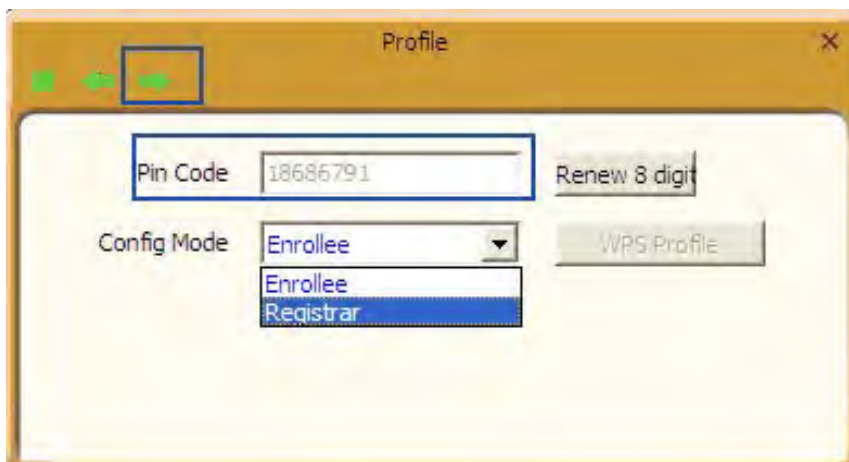 Profile
Pin Code 18686791 Renew 8 digit
Config Mode Enrollee WPS Profile
Enrollee
Registrar